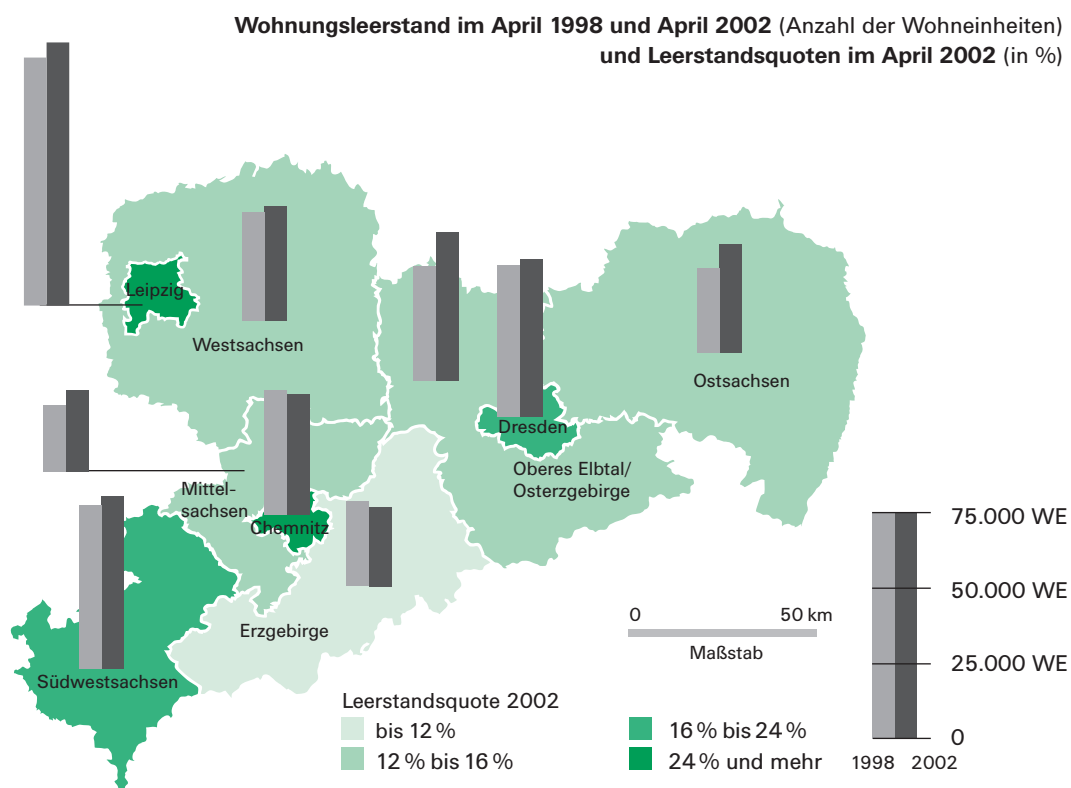 Wohnungsleerstand im April 1998 und April 2002 (Anzahl der Wohneinheiten)
und Leerstandsquoten im April 2002 (in %)
Leipzig
Westsachsen
Ostsachsen
Dresden
Oberes Elbtal/
Osterzgebirge
Mittel-
sachsen
Chemnitz
Erzgebirge
Südwestsachsen
0 50 km
Maßstab
75.000 WE
50.000 WE
25.000 WE
0
1998 2002
Leerstandsquote 2002
bis 12 %
12 % bis 16 %
16 % bis 24 %
24 % und mehr